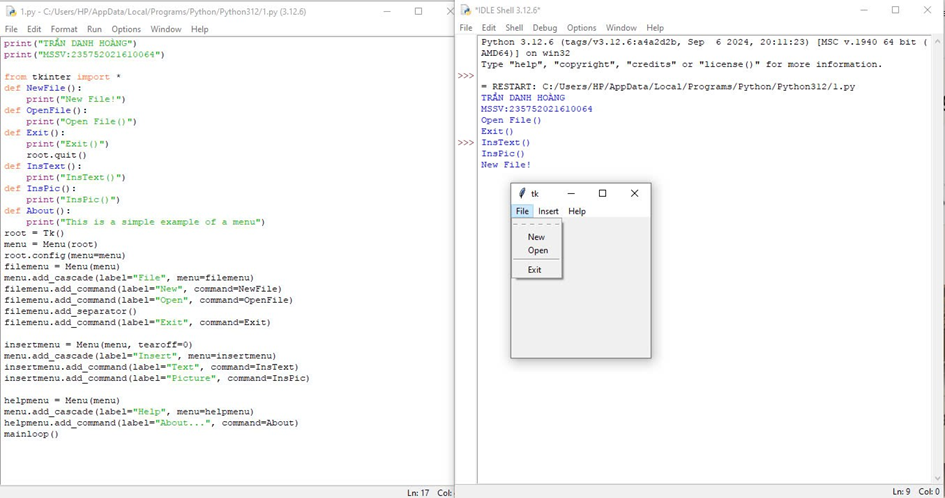 1.py - C:/Users/HP/AppData/Local/Programs/Python/Python312/1.py (3.12.6)
File Edit Format Run Options Window Help
print("TRẦN DANH HOÀNG")
print("MSSV:235752021610064")
from tkinter import *
def NewFile():
    print("New File!")
def OpenFile():
    print("Open File()")
def Exit():
    print("Exit()")
    root.quit()
def InsText():
    print("InsText()")
def InsPic():
    print("InsPic()")
def About():
    print("This is a simple example of a menu")
root = Tk()
menu = Menu(root)
root.config(menu=menu)
filemenu = Menu(menu)
menu.add_cascade(label="File", menu=filemenu)
filemenu.add_command(label="New", command=NewFile)
filemenu.add_command(label="Open", command=OpenFile)
filemenu.add_separator()
filemenu.add_command(label="Exit", command=Exit)
insertmenu = Menu(menu, tearoff=0)
menu.add_cascade(label="Insert", menu=insertmenu)
insertmenu.add_command(label="Text", command=InsText)
insertmenu.add_command(label="Picture", command=InsPic)
helpmenu = Menu(menu)
menu.add_cascade(label="Help", menu=helpmenu)
helpmenu.add_command(label="About...", command=About)
mainloop()
Ln: 17 Col:
*IDLE Shell 3.12.6*
File Edit Shell Debug Options Window Help
Python 3.12.6 (tags/v3.12.6:a4a2d2b, Sep  6 2024, 20:11:23) [MSC v.1940 64 bit (
AMD64)] on win32
Type "help", "copyright", "credits" or "license()" for more information.
>>>
= RESTART: C:/Users/HP/AppData/Local/Programs/Python/Python312/1.py
TRẦN DANH HOÀNG
MSSV:235752021610064
Open File()
Exit()
>>> InsText()
InsPic()
New File!
tk
File Insert Help
New
Open
Exit
Ln: 9 Col: 0